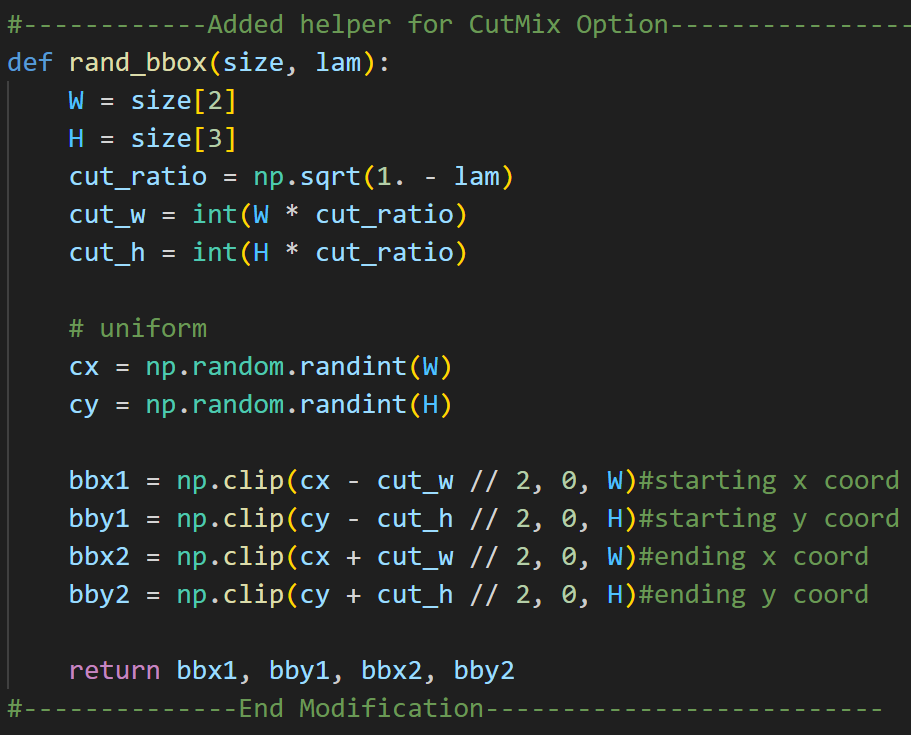 #------------Added helper for CutMix Option----------------
def rand_bbox(size, lam):
    W = size[2]
    H = size[3]
    cut_ratio = np.sqrt(1. - lam)
    cut_w = int(W * cut_ratio)
    cut_h = int(H * cut_ratio)

    # uniform
    cx = np.random.randint(W)
    cy = np.random.randint(H)

    bbx1 = np.clip(cx - cut_w // 2, 0, W)#starting x coord
    bby1 = np.clip(cy - cut_h // 2, 0, H)#starting y coord
    bbx2 = np.clip(cx + cut_w // 2, 0, W)#ending x coord
    bby2 = np.clip(cy + cut_h // 2, 0, H)#ending y coord

    return bbx1, bby1, bbx2, bby2
#--------------End Modification--------------------------